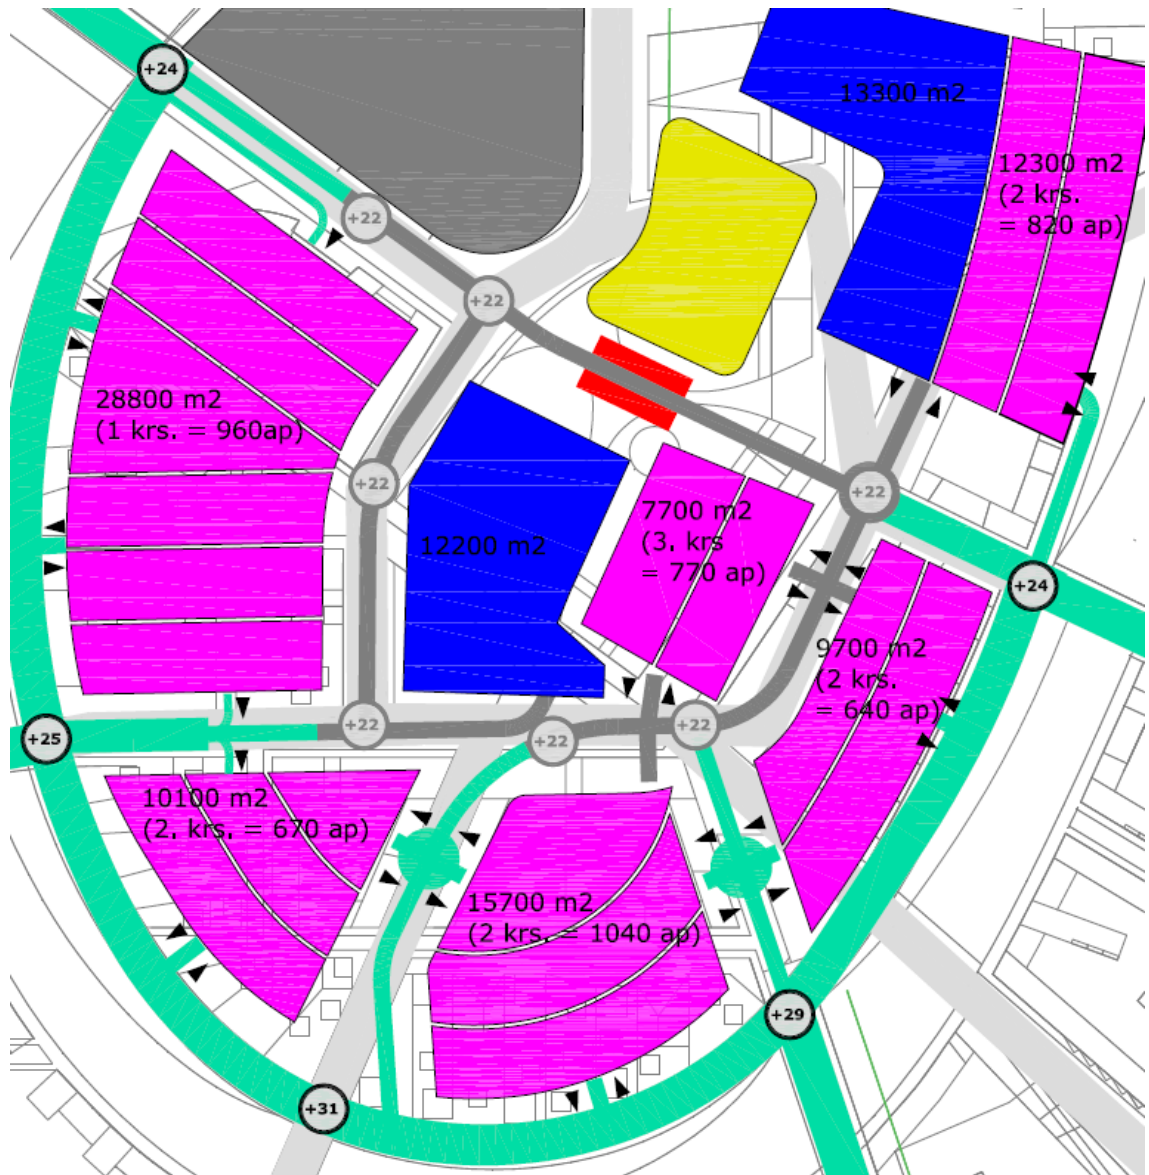 +24
13300 m2
12300 m2
(2 krs.
= 820 ap)
+22
+22
28800 m2
(1 krs. = 960ap)
+22
12200 m2
7700 m2
(3. krs
= 770 ap)
+22
+24
9700 m2
(2 krs.
= 640 ap)
+25
+22
+22
+22
10100 m2
(2. krs. = 670 ap)
15700 m2
(2 krs. = 1040 ap)
+29
+31